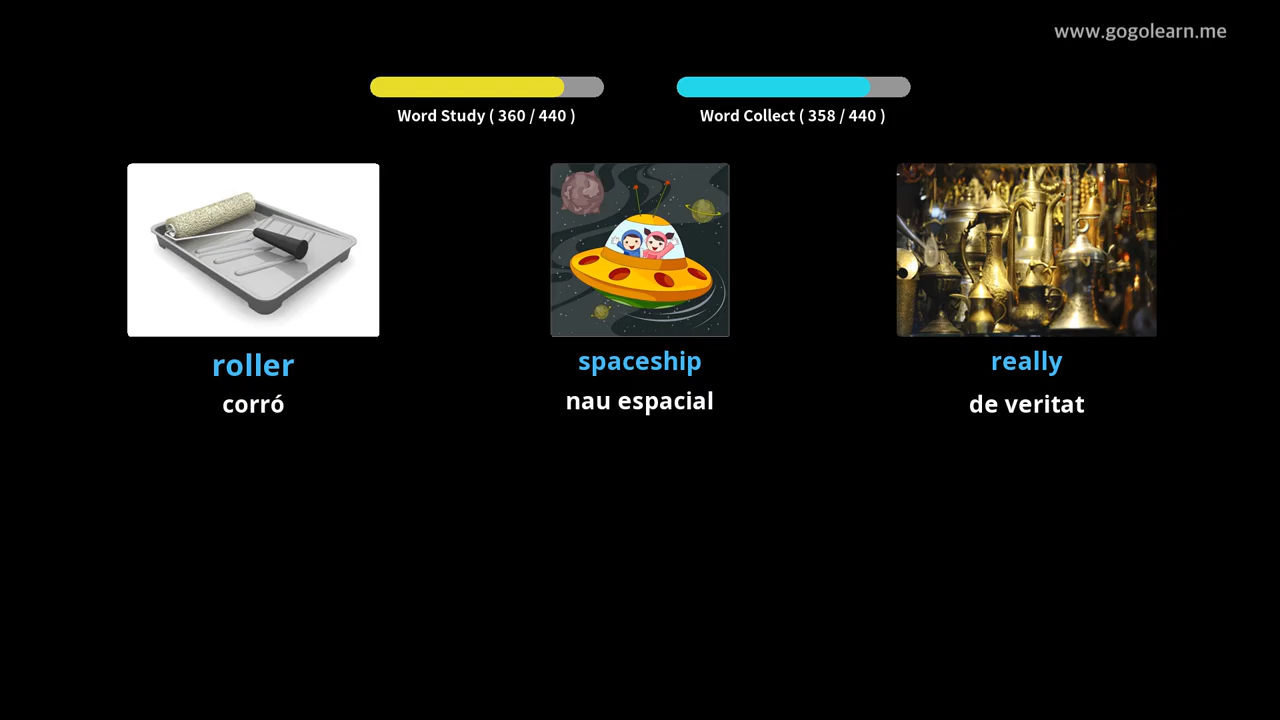 www.gogolearn.me
Word Study ( 360 / 440 )
Word Collect ( 358 / 440 )
roller
corró
spaceship
nau espacial
really
de veritat